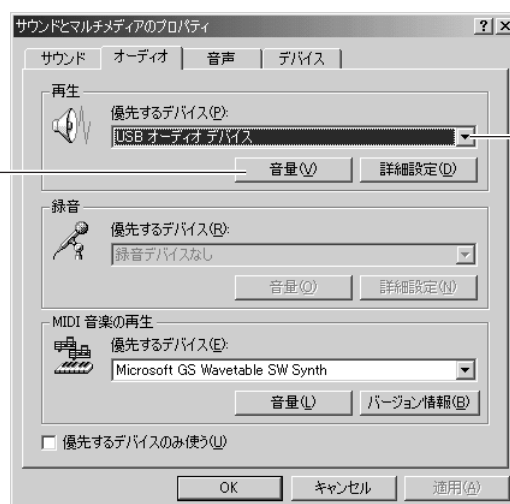 サウンドとマルチメディアのプロパティ
サウンド オーディオ 音声 デバイス
再生
優先するデバイス(P):
USB オーディオ デバイス
音量(V) 詳細設定(D)
録音
優先するデバイス(R):
録音デバイスなし
音量(O) 詳細設定(N)
MIDI 音楽の再生
優先するデバイス(E):
Microsoft GS Wavetable SW Synth
音量(L) バージョン情報(B)
優先するデバイスのみ使う(U)
OK キャンセル 適用(A)